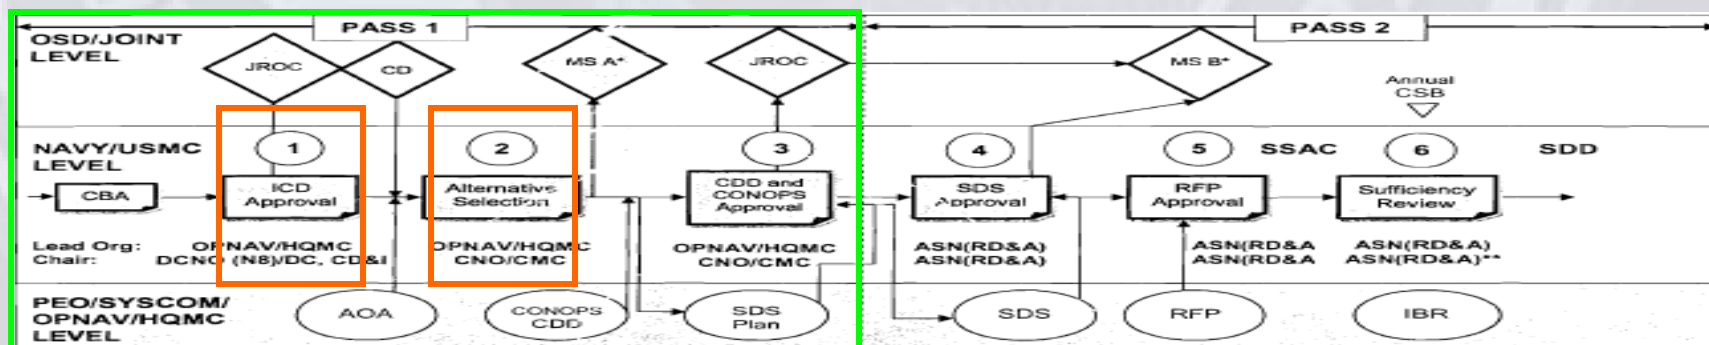 PASS 1
PASS 2
OSD/JOINT
LEVEL
JROC
CD
MS A*
JROC
MS B*
Annual
CSB
NAVY/USMC
LEVEL
1
2
3
4
5
SSAC
6
SDD
CBA
ICD
Approval
Alternative
Selection
CDD and
CONOPS
Approval
SDS
Approval
RFP
Approval
Sufficiency
Review
Lead Org:
OPNAV/HQMC
OPNAV/HQMC
OPNAV/HQMC
ASN(RD&A)
ASN(RD&A
ASN(RD&A)
Chair:
DCNO (N8)/DC, CD&I
CNO/CMC
CNO/CMC
ASN(RD&A)
ASN(RD&A
ASN(RD&A)**
PEO/SYSCOM/
OPNAV/HQMC
LEVEL
AOA
CONOPS
CDD
SDS
Plan
SDS
RFP
IBR